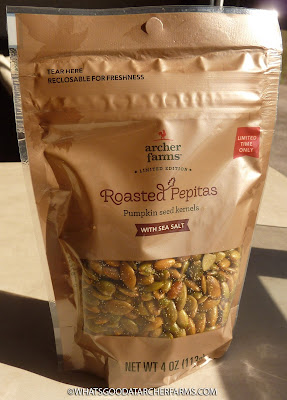 TEAR HERE
RECLOSABLE FOR FRESHNESS
archer
farms®
• LIMITED EDITION •
LIMITED
TIME
ONLY
Roasted Pepitas
Pumpkin seed kernels
WITH SEA SALT
NET WT 4 OZ (113
©WHATSGOODATARCHERFARMS.COM